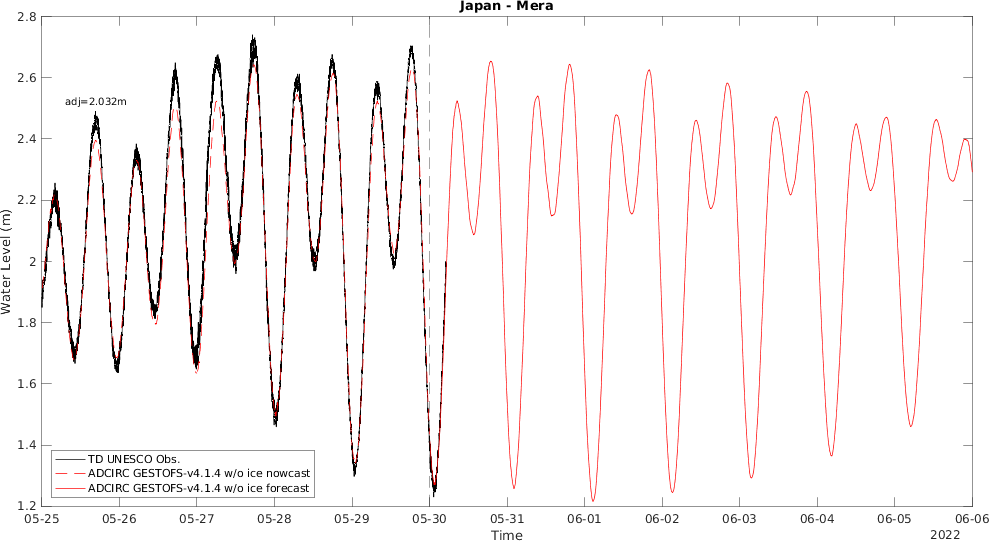 Japan - Mera
2.8
2.6
2.4
2.2
2
1.8
1.6
1.4
1.2
Water Level (m)
adj=2.032m
TD UNESCO Obs.
ADCIRC GESTOFS-v4.1.4 w/o ice nowcast
ADCIRC GESTOFS-v4.1.4 w/o ice forecast
05-25 05-26 05-27 05-28 05-29 05-30 05-31 06-01 06-02 06-03 06-04 06-05 06-06
Time
2022